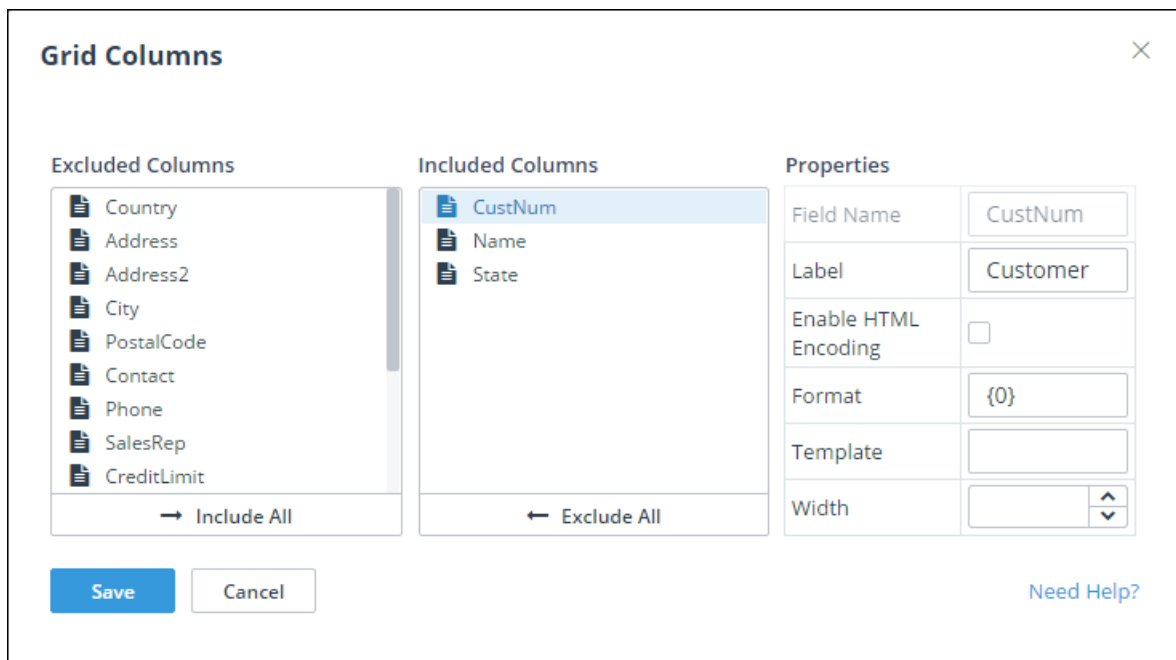 Grid Columns
Excluded Columns
Country
Address
Address2
City
PostalCode
Contact
Phone
SalesRep
CreditLimit
→ Include All
Included Columns
CustNum
Name
State
← Exclude All
Properties
Field Name CustNum
Label Customer
Enable HTML
Encoding
Format {0}
Template
Width
Save Cancel Need Help?